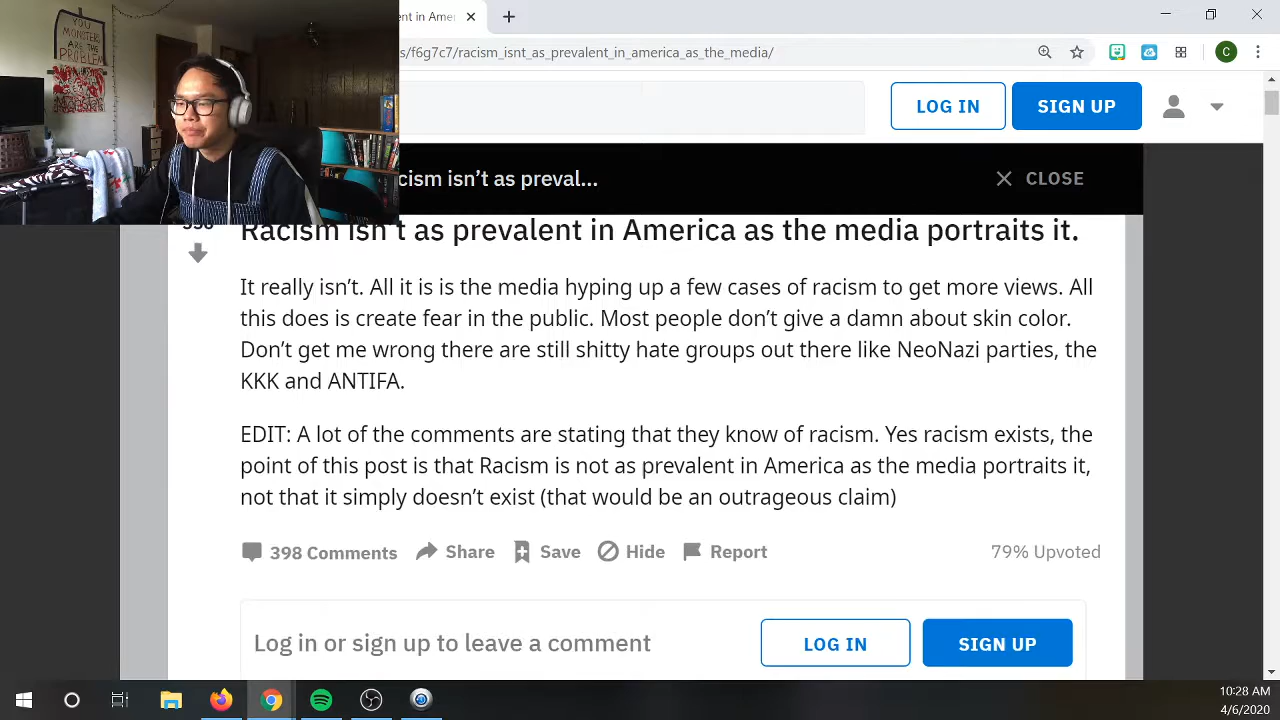 YOU
MONSTERS
ARE THE
PROBLEM
ent in Ame
s/f6g7c7/racism_isnt_as_prevalent_in_america_as_the_media/
C
LOG IN
SIGN UP
cism isn't as preval...
CLOSE
Racism isn't as prevalent in America as the media portraits it.
It really isn't. All it is is the media hyping up a few cases of racism to get more views. All
this does is create fear in the public. Most people don't give a damn about skin color.
Don't get me wrong there are still shitty hate groups out there like NeoNazi parties, the
KKK and ANTIFA.
EDIT: A lot of the comments are stating that they know of racism. Yes racism exists, the
point of this post is that Racism is not as prevalent in America as the media portraits it,
not that it simply doesn't exist (that would be an outrageous claim)
398 Comments
Share
Save
Hide
Report
79% Upvoted
Log in or sign up to leave a comment
LOG IN
SIGN UP
10:28 AM
4/6/2020